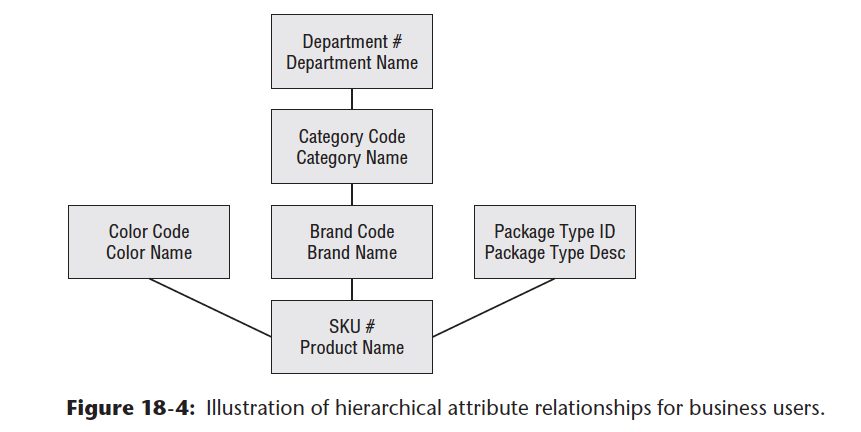 Department #
Department Name
Category Code
Category Name
Color Code
Color Name
Brand Code
Brand Name
Package Type ID
Package Type Desc
SKU #
Product Name
Figure 18-4: Illustration of hierarchical attribute relationships for business users.